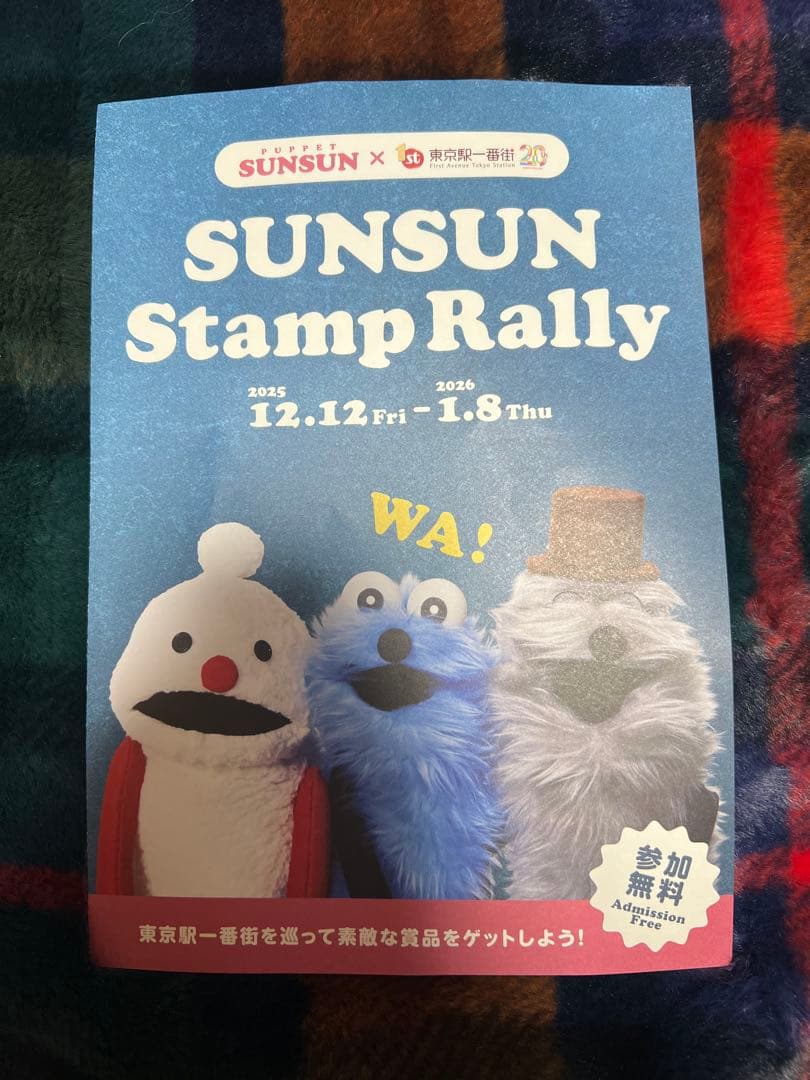 PUPPET
SUNSUN × 1st 東京駅一番街 20
First Avenue Tokyo Station
SUNSUN
Stamp Rally
2025 2026
12.12 Fri - 1.8 Thu
WA!
参加
無料
Admission
Free
東京駅一番街を巡って素敵な賞品をゲットしよう!